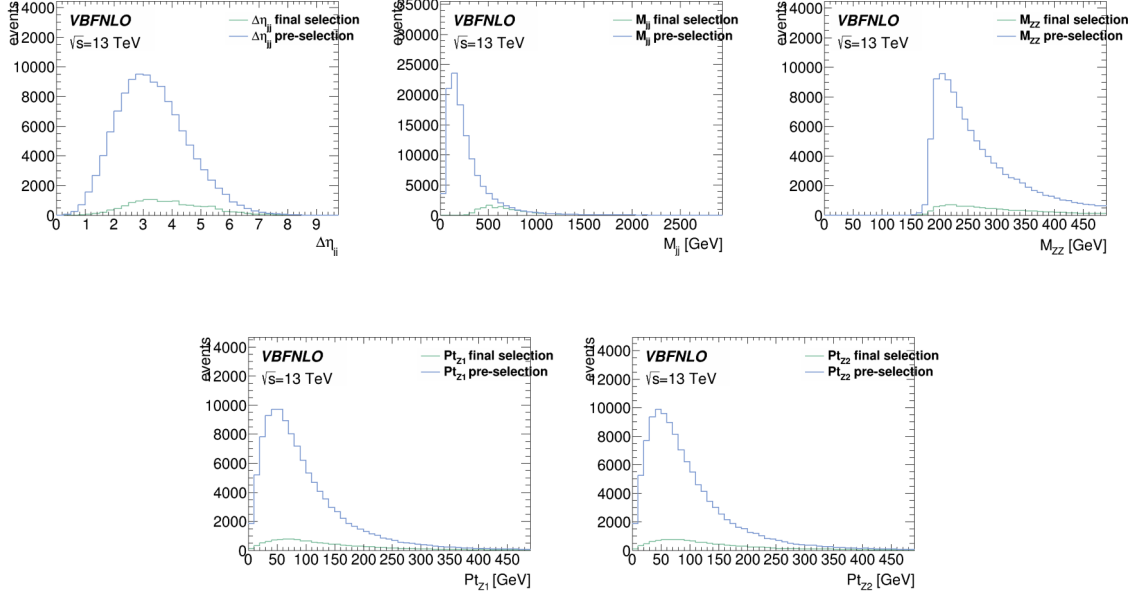 events
14000
12000
10000
8000
6000
4000
2000
0
VBFNLO
√s=13 TeV
Δη_jj final selection
Δη_jj pre-selection
0 1 2 3 4 5 6 7 8 9
Δη_jj
events
35000
30000
25000
20000
15000
10000
5000
0
VBFNLO
√s=13 TeV
M_jj final selection
M_jj pre-selection
0 500 1000 1500 2000 2500
M_jj [GeV]
events
14000
12000
10000
8000
6000
4000
2000
0
VBFNLO
√s=13 TeV
M_ZZ final selection
M_ZZ pre-selection
0 50 100 150 200 250 300 350 400 450
M_ZZ [GeV]
events
14000
12000
10000
8000
6000
4000
2000
0
VBFNLO
√s=13 TeV
Pt_Z1 final selection
Pt_Z1 pre-selection
0 50 100 150 200 250 300 350 400 450
Pt_Z1 [GeV]
events
14000
12000
10000
8000
6000
4000
2000
0
VBFNLO
√s=13 TeV
Pt_Z2 final selection
Pt_Z2 pre-selection
0 50 100 150 200 250 300 350 400 450
Pt_Z2 [GeV]